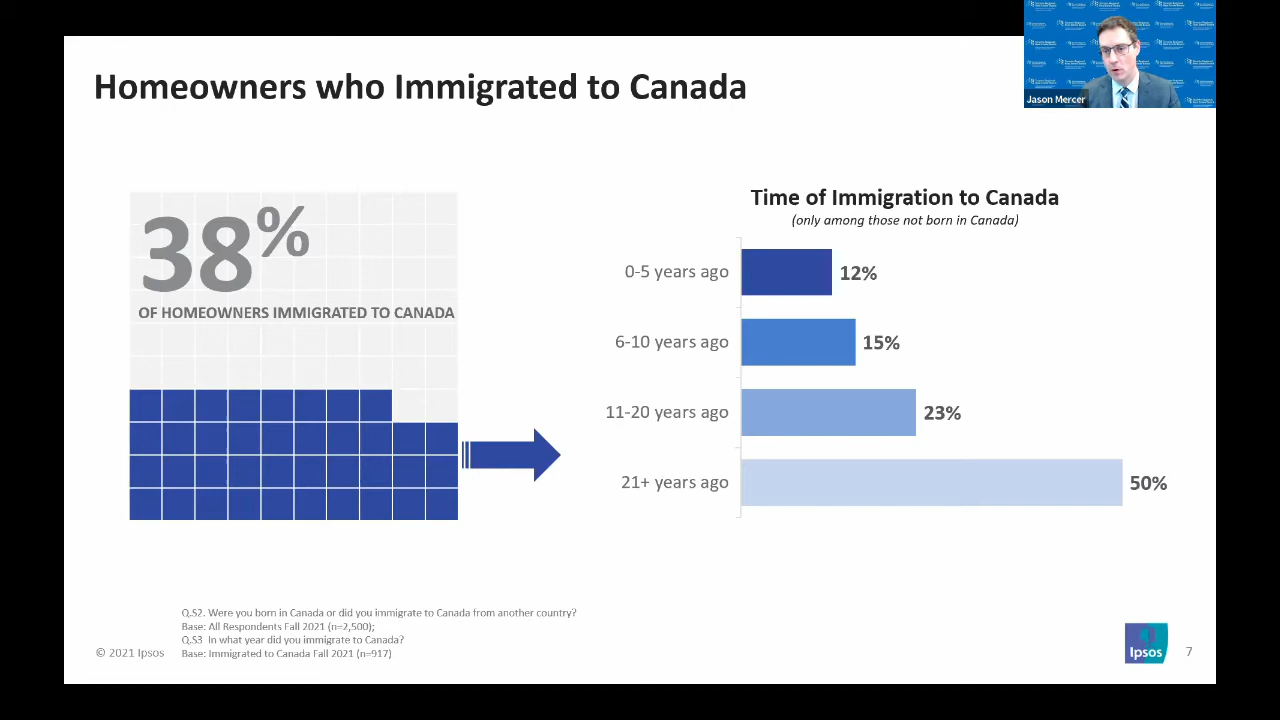 Jason Mercer
Homeowners who Immigrated to Canada
38%
OF HOMEOWNERS IMMIGRATED TO CANADA
Time of Immigration to Canada
(only among those not born in Canada)
0-5 years ago 12%
6-10 years ago 15%
11-20 years ago 23%
21+ years ago 50%
Q.S2. Were you born in Canada or did you immigrate to Canada from another country?
Base: All Respondents Fall 2021 (n=2,500);
Q.S3 In what year did you immigrate to Canada?
Base: Immigrated to Canada Fall 2021 (n=917)
© 2021 Ipsos
Ipsos
7